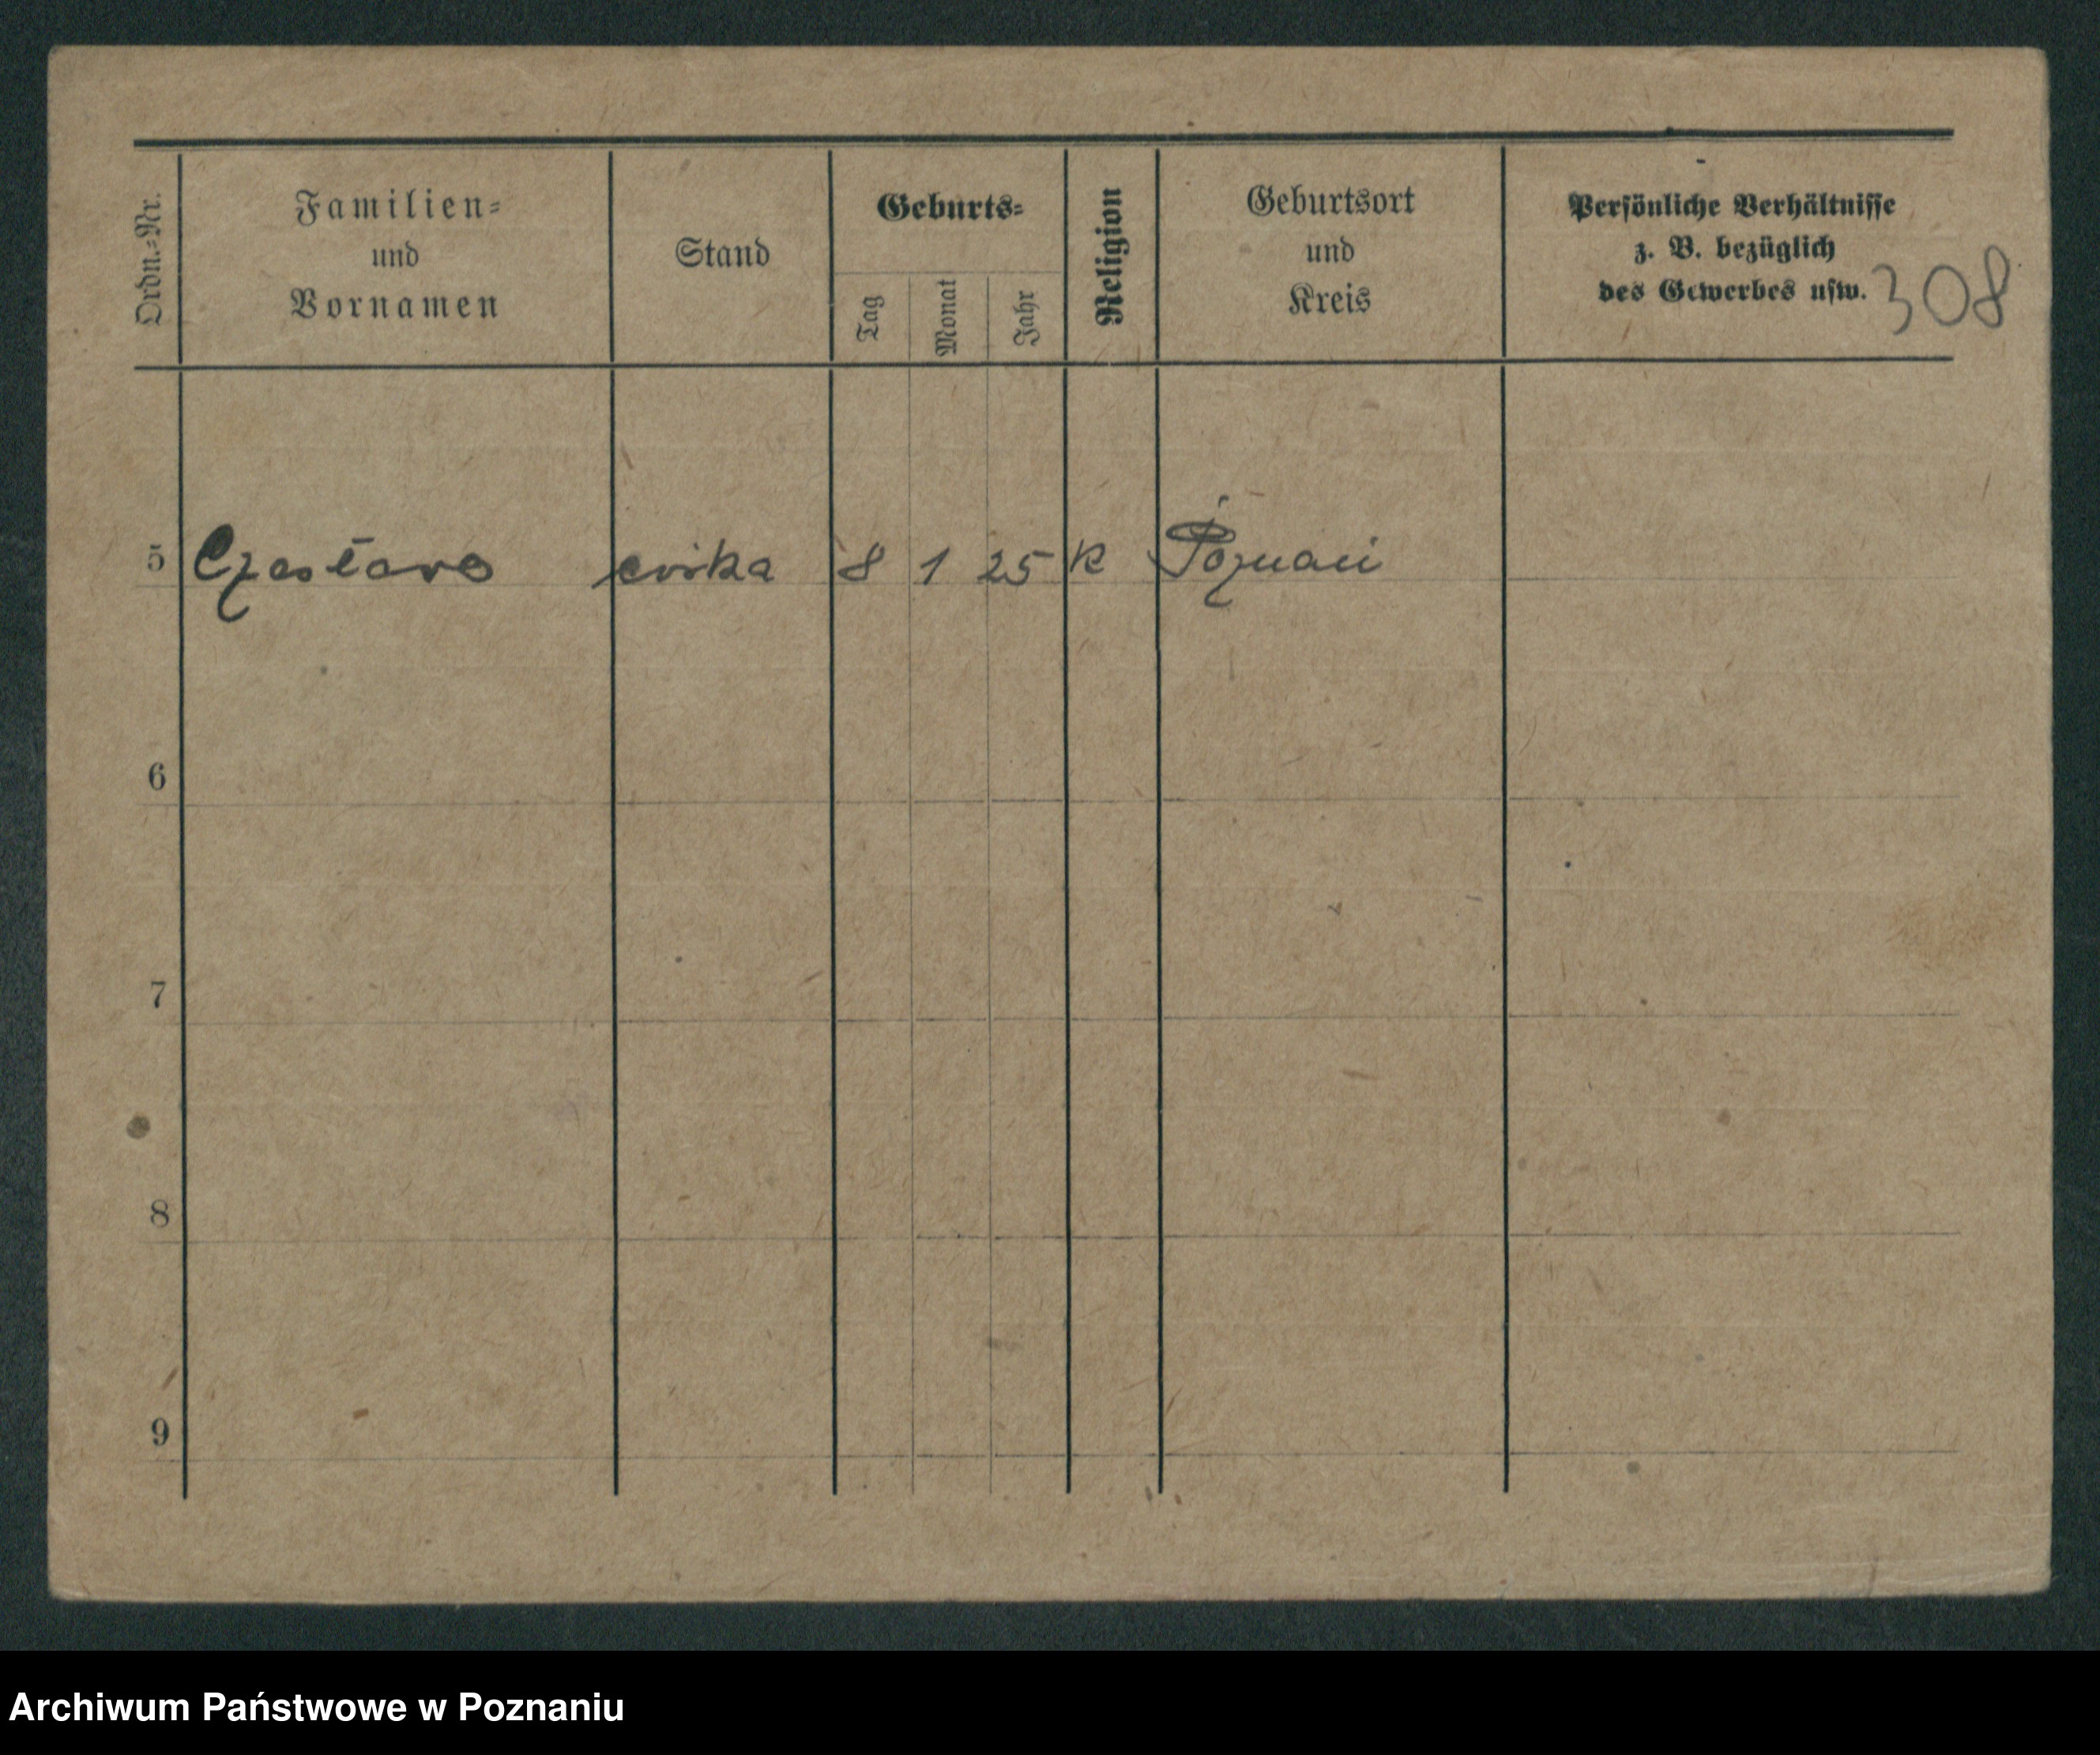 Ordn.-Nr.
Familien-
und
Vornamen
Stand
Geburts-
Tag
Monat
Jahr
Religion
Geburtsort
und
Kreis
Persönliche Verhältnisse
z. B. bezüglich
des Gewerbes usw.
308
5 Czesława córka 8 1 25 K Poznań
6
7
8
9
Archiwum Państwowe w Poznaniu